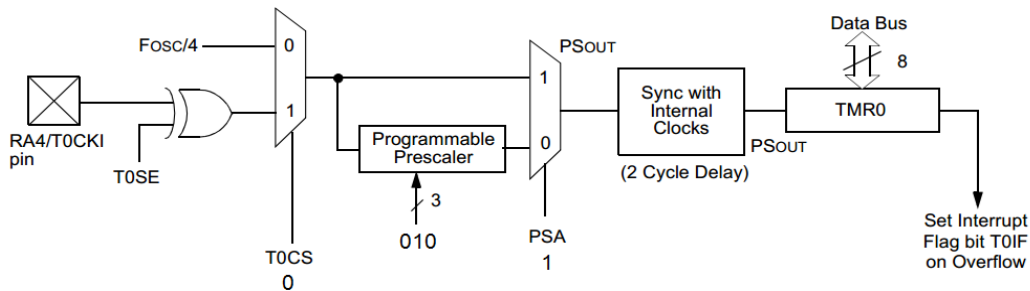 Data Bus
FOSC/4
0
PSOUT
8
1
1
Sync with
Internal
Clocks
TMR0
RA4/T0CKI
pin
Programmable
Prescaler
0
PSOUT
T0SE
(2 Cycle Delay)
3
010
PSA
1
T0CS
0
Set Interrupt
Flag bit T0IF
on Overflow